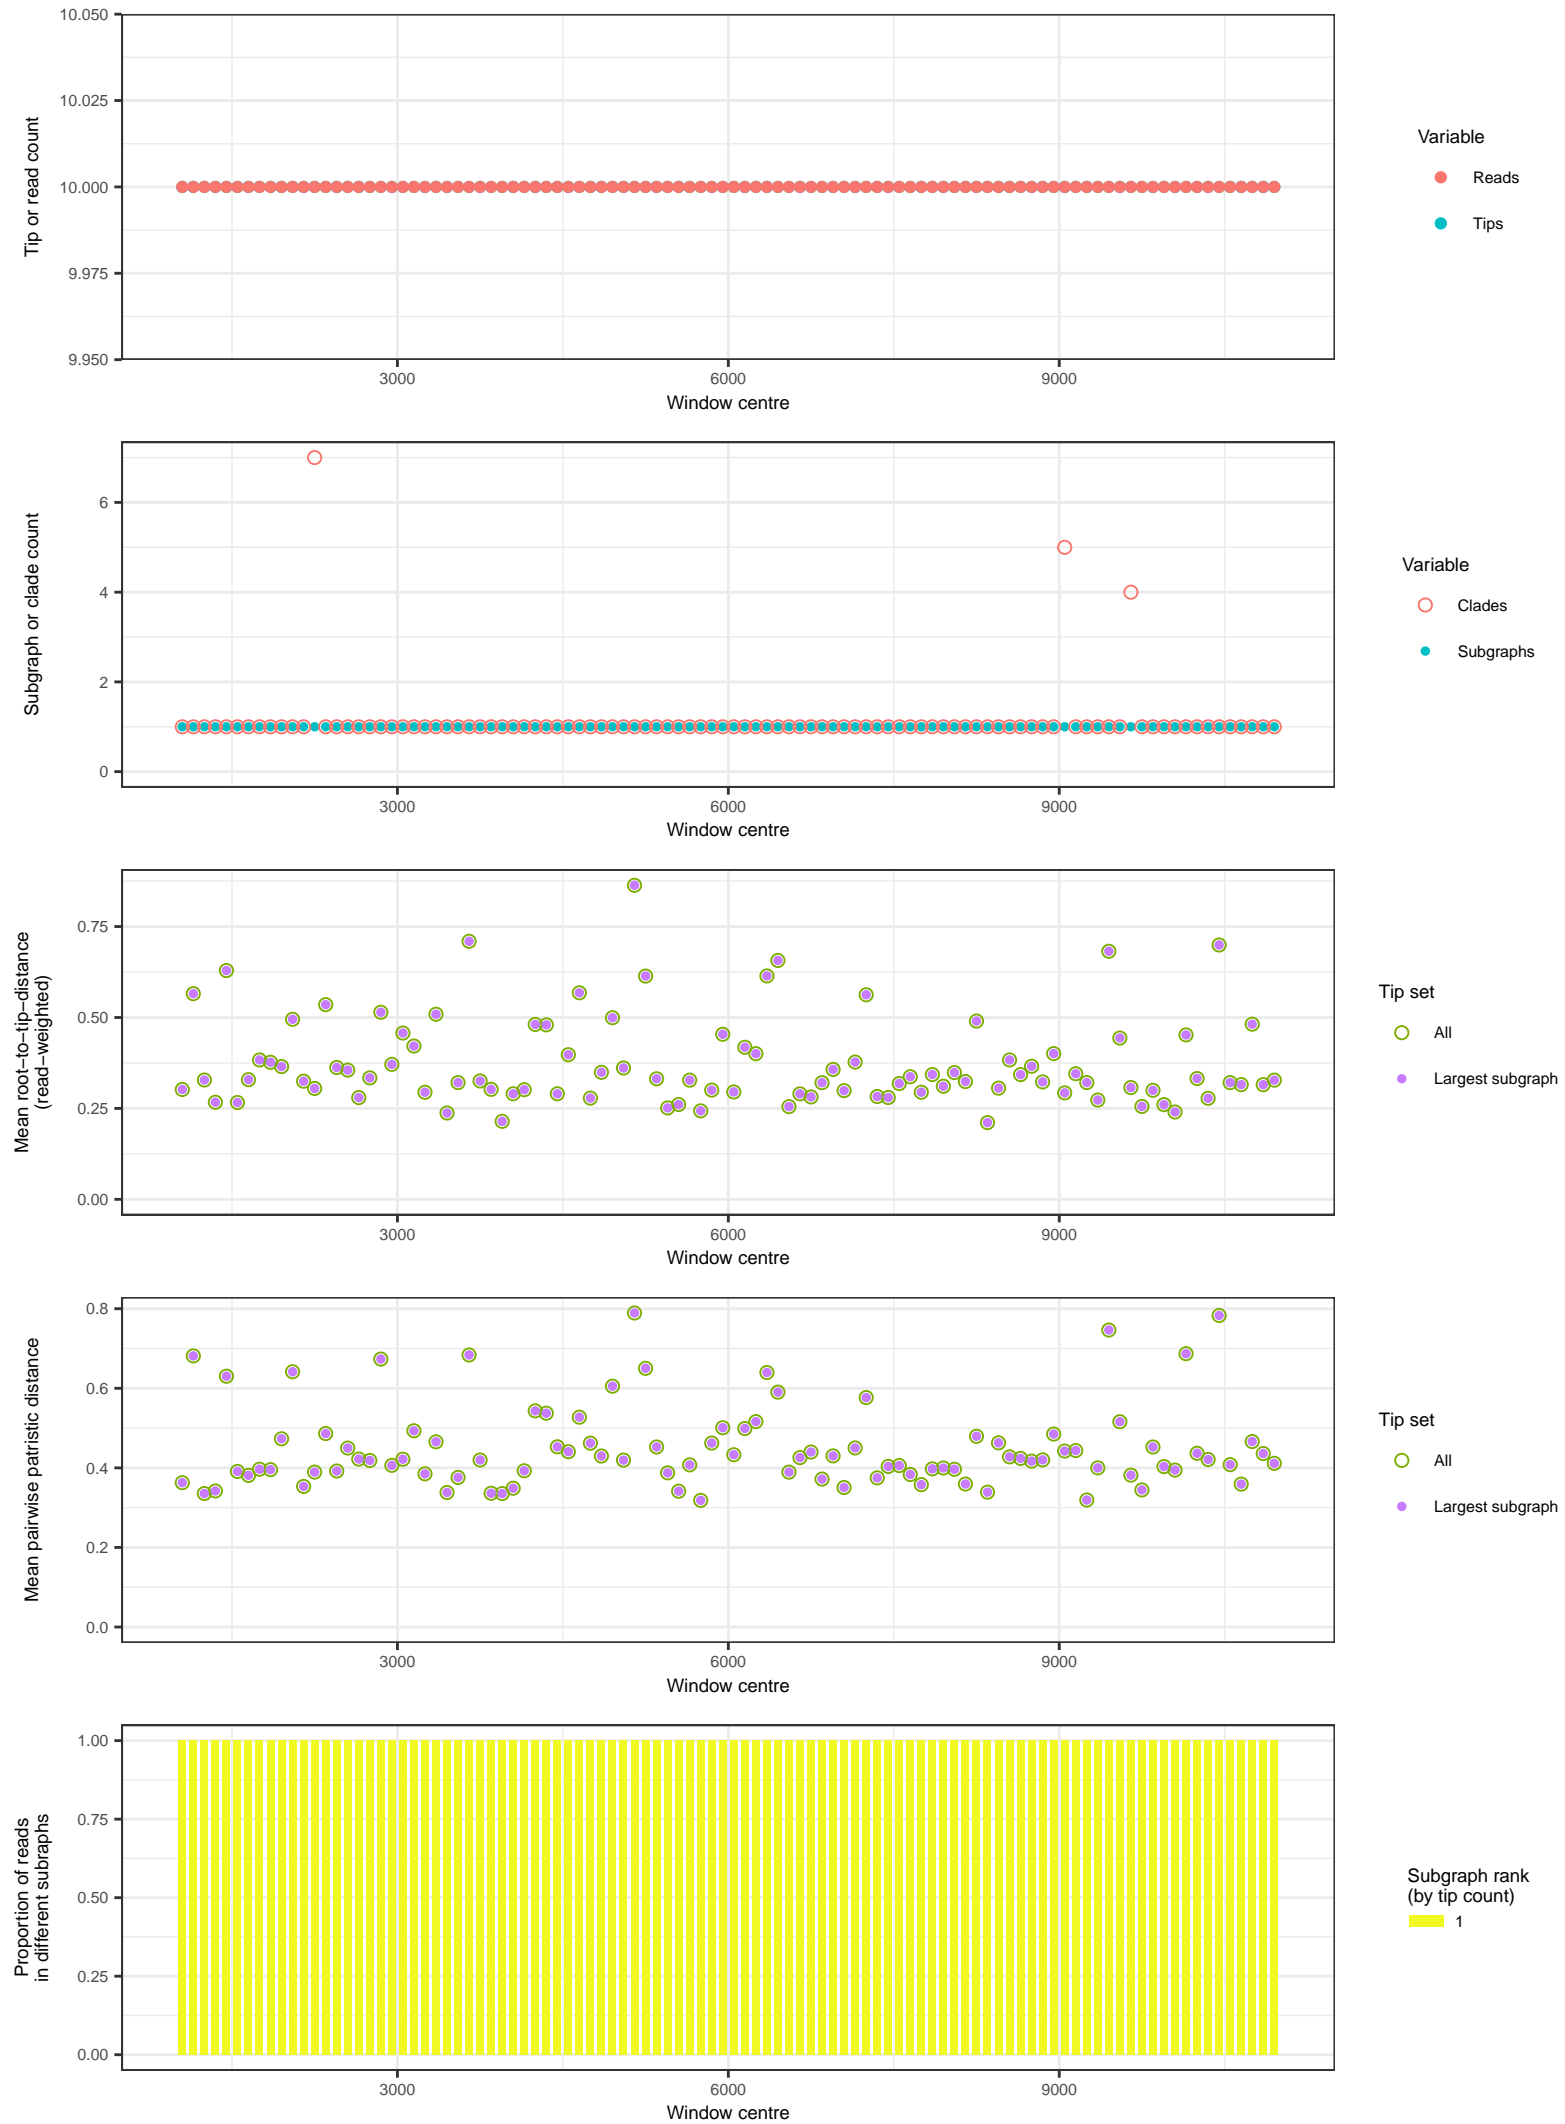 10.050
10.025
10.000
9.975
9.950
Tip or read count
3000
6000
9000
Window centre
Variable
Reads
Tips
6
4
2
0
Subgraph or clade count
3000
6000
9000
Window centre
Variable
Clades
Subgraphs
0.75
0.50
0.25
0.00
Mean root−to−tip−distance
(read−weighted)
3000
6000
9000
Window centre
Tip set
All
Largest subgraph
0.8
0.6
0.4
0.2
0.0
Mean pairwise patristic distance
3000
6000
9000
Window centre
Tip set
All
Largest subgraph
1.00
0.75
0.50
0.25
0.00
Proportion of reads
in different subraphs
3000
6000
9000
Window centre
Subgraph rank
(by tip count)
1